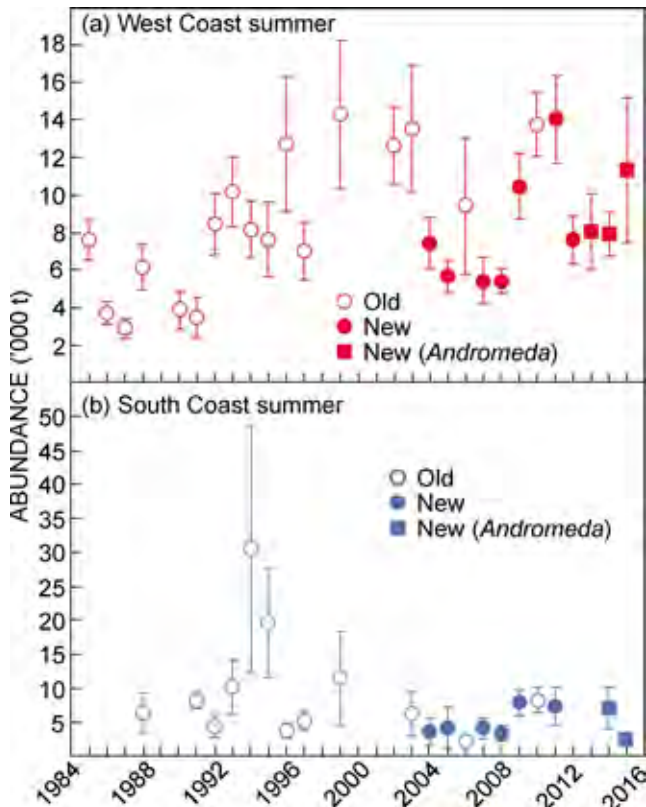 (a) West Coast summer
18
16
14
12
10
8
6
4
2
Old
New
New (Andromeda)
ABUNDANCE ('000 t)
(b) South Coast summer
50
45
40
35
30
25
20
15
10
5
Old
New
New (Andromeda)
1984 1988 1992 1996 2000 2004 2008 2012 2016